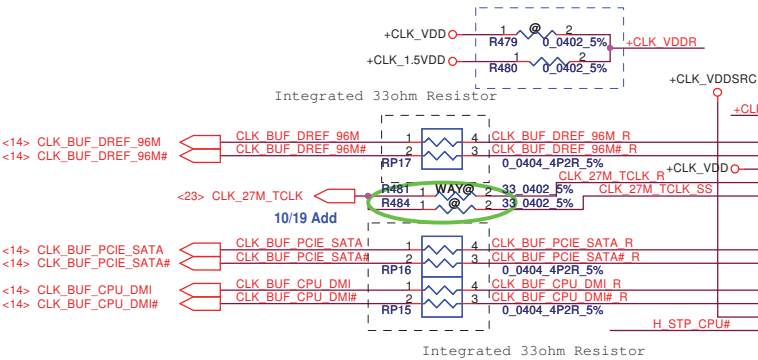 +CLK_VDD 1 @ 2
R479 0_0402_5% +CLK_VDDR
+CLK_1.5VDD 1 2
R480 0_0402_5%
+CLK_VDDSRC
Integrated 33ohm Resistor
<14> CLK_BUF_DREF_96M CLK_BUF_DREF_96M 1 4 CLK_BUF_DREF_96M_R
<14> CLK_BUF_DREF_96M# CLK_BUF_DREF_96M# 2 3 CLK_BUF_DREF_96M#_R
RP17 0_0404_4P2R_5% +CLK_VDD
CLK_27M_TCLK_R
R481 1 WAY@ 2 33_0402_5% CLK_27M_TCLK_SS
<23> CLK_27M_TCLK
R484 1 @ 2 33_0402_5%
10/19 Add
<14> CLK_BUF_PCIE_SATA CLK_BUF_PCIE_SATA 1 4 CLK_BUF_PCIE_SATA_R
<14> CLK_BUF_PCIE_SATA# CLK_BUF_PCIE_SATA# 2 3 CLK_BUF_PCIE_SATA#_R
RP16 0_0404_4P2R_5%
<14> CLK_BUF_CPU_DMI CLK_BUF_CPU_DMI 1 4 CLK_BUF_CPU_DMI_R
<14> CLK_BUF_CPU_DMI# CLK_BUF_CPU_DMI# 2 3 CLK_BUF_CPU_DMI#_R
RP15 0_0404_4P2R_5%
H_STP_CPU#
Integrated 33ohm Resistor